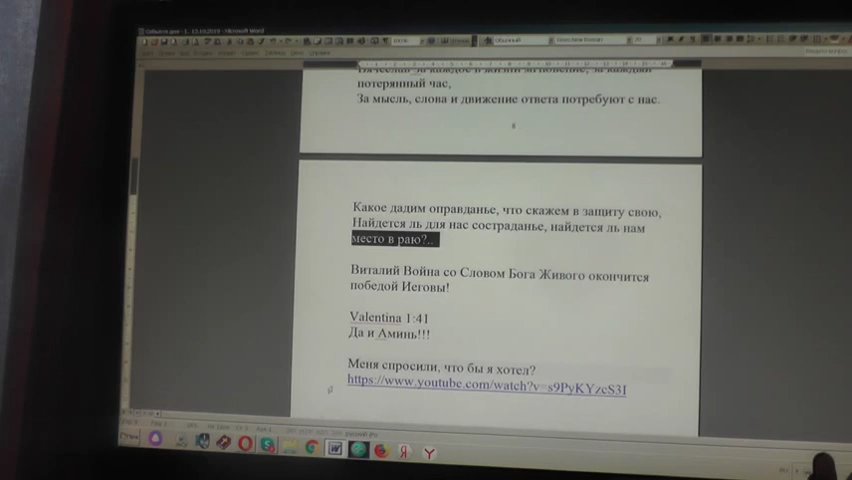 потерянный час,
За мысль, слова и движение ответа потребуют с нас.
Какое дадим оправданье, что скажем в защиту свою,
Найдется ль для нас состраданье, найдется ль нам
место в раю?..
Виталий Война со Словом Бога Живого окончится
победой Иеговы!
Valentina 1:41
Да и Аминь!!!
Меня спросили, что бы я хотел?
https://www.youtube.com/watch?v=s9PyKYzcS3I